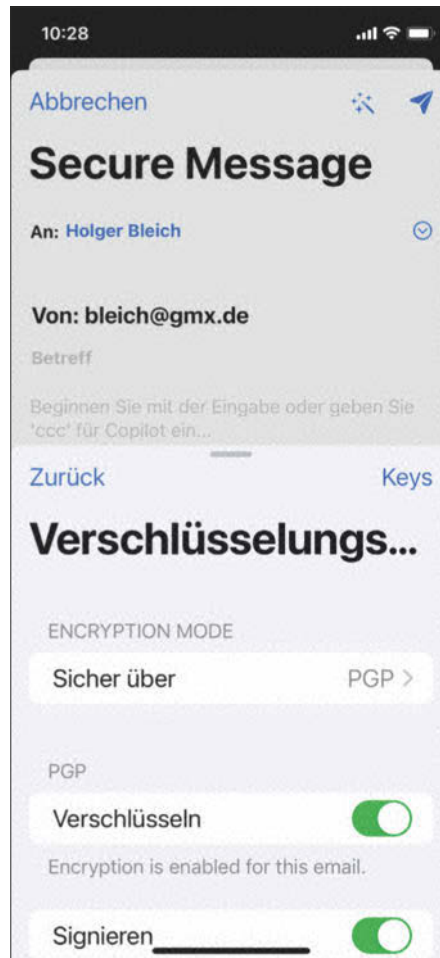 10:28
Abbrechen
Secure Message
An: Holger Bleich
Von: bleich@gmx.de
Betreff
Beginnen Sie mit der Eingabe oder geben Sie
'ccc' für Copilot ein...
Zurück Keys
Verschlüsselungs...
ENCRYPTION MODE
Sicher über PGP >
PGP
Verschlüsseln
Encryption is enabled for this email.
Signieren